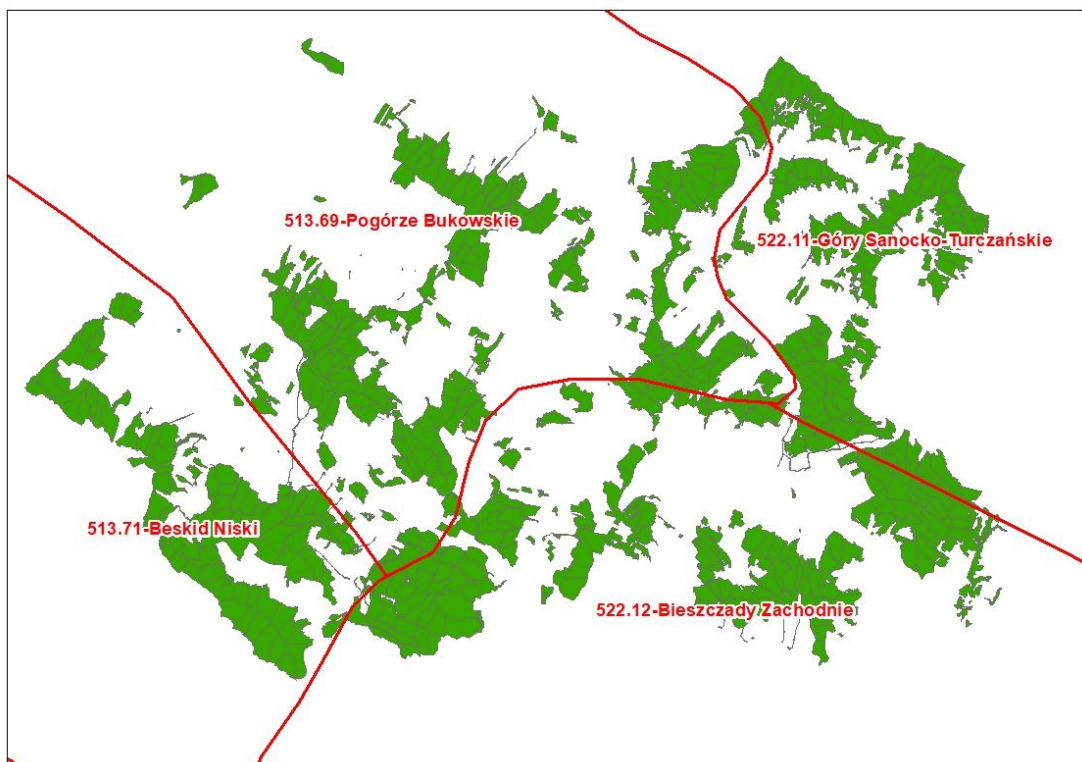 513.69-Pogórze Bukowskie
522.11-Góry Sanocko-Turczańskie
513.71-Beskid Niski
522.12-Bieszczady Zachodnie